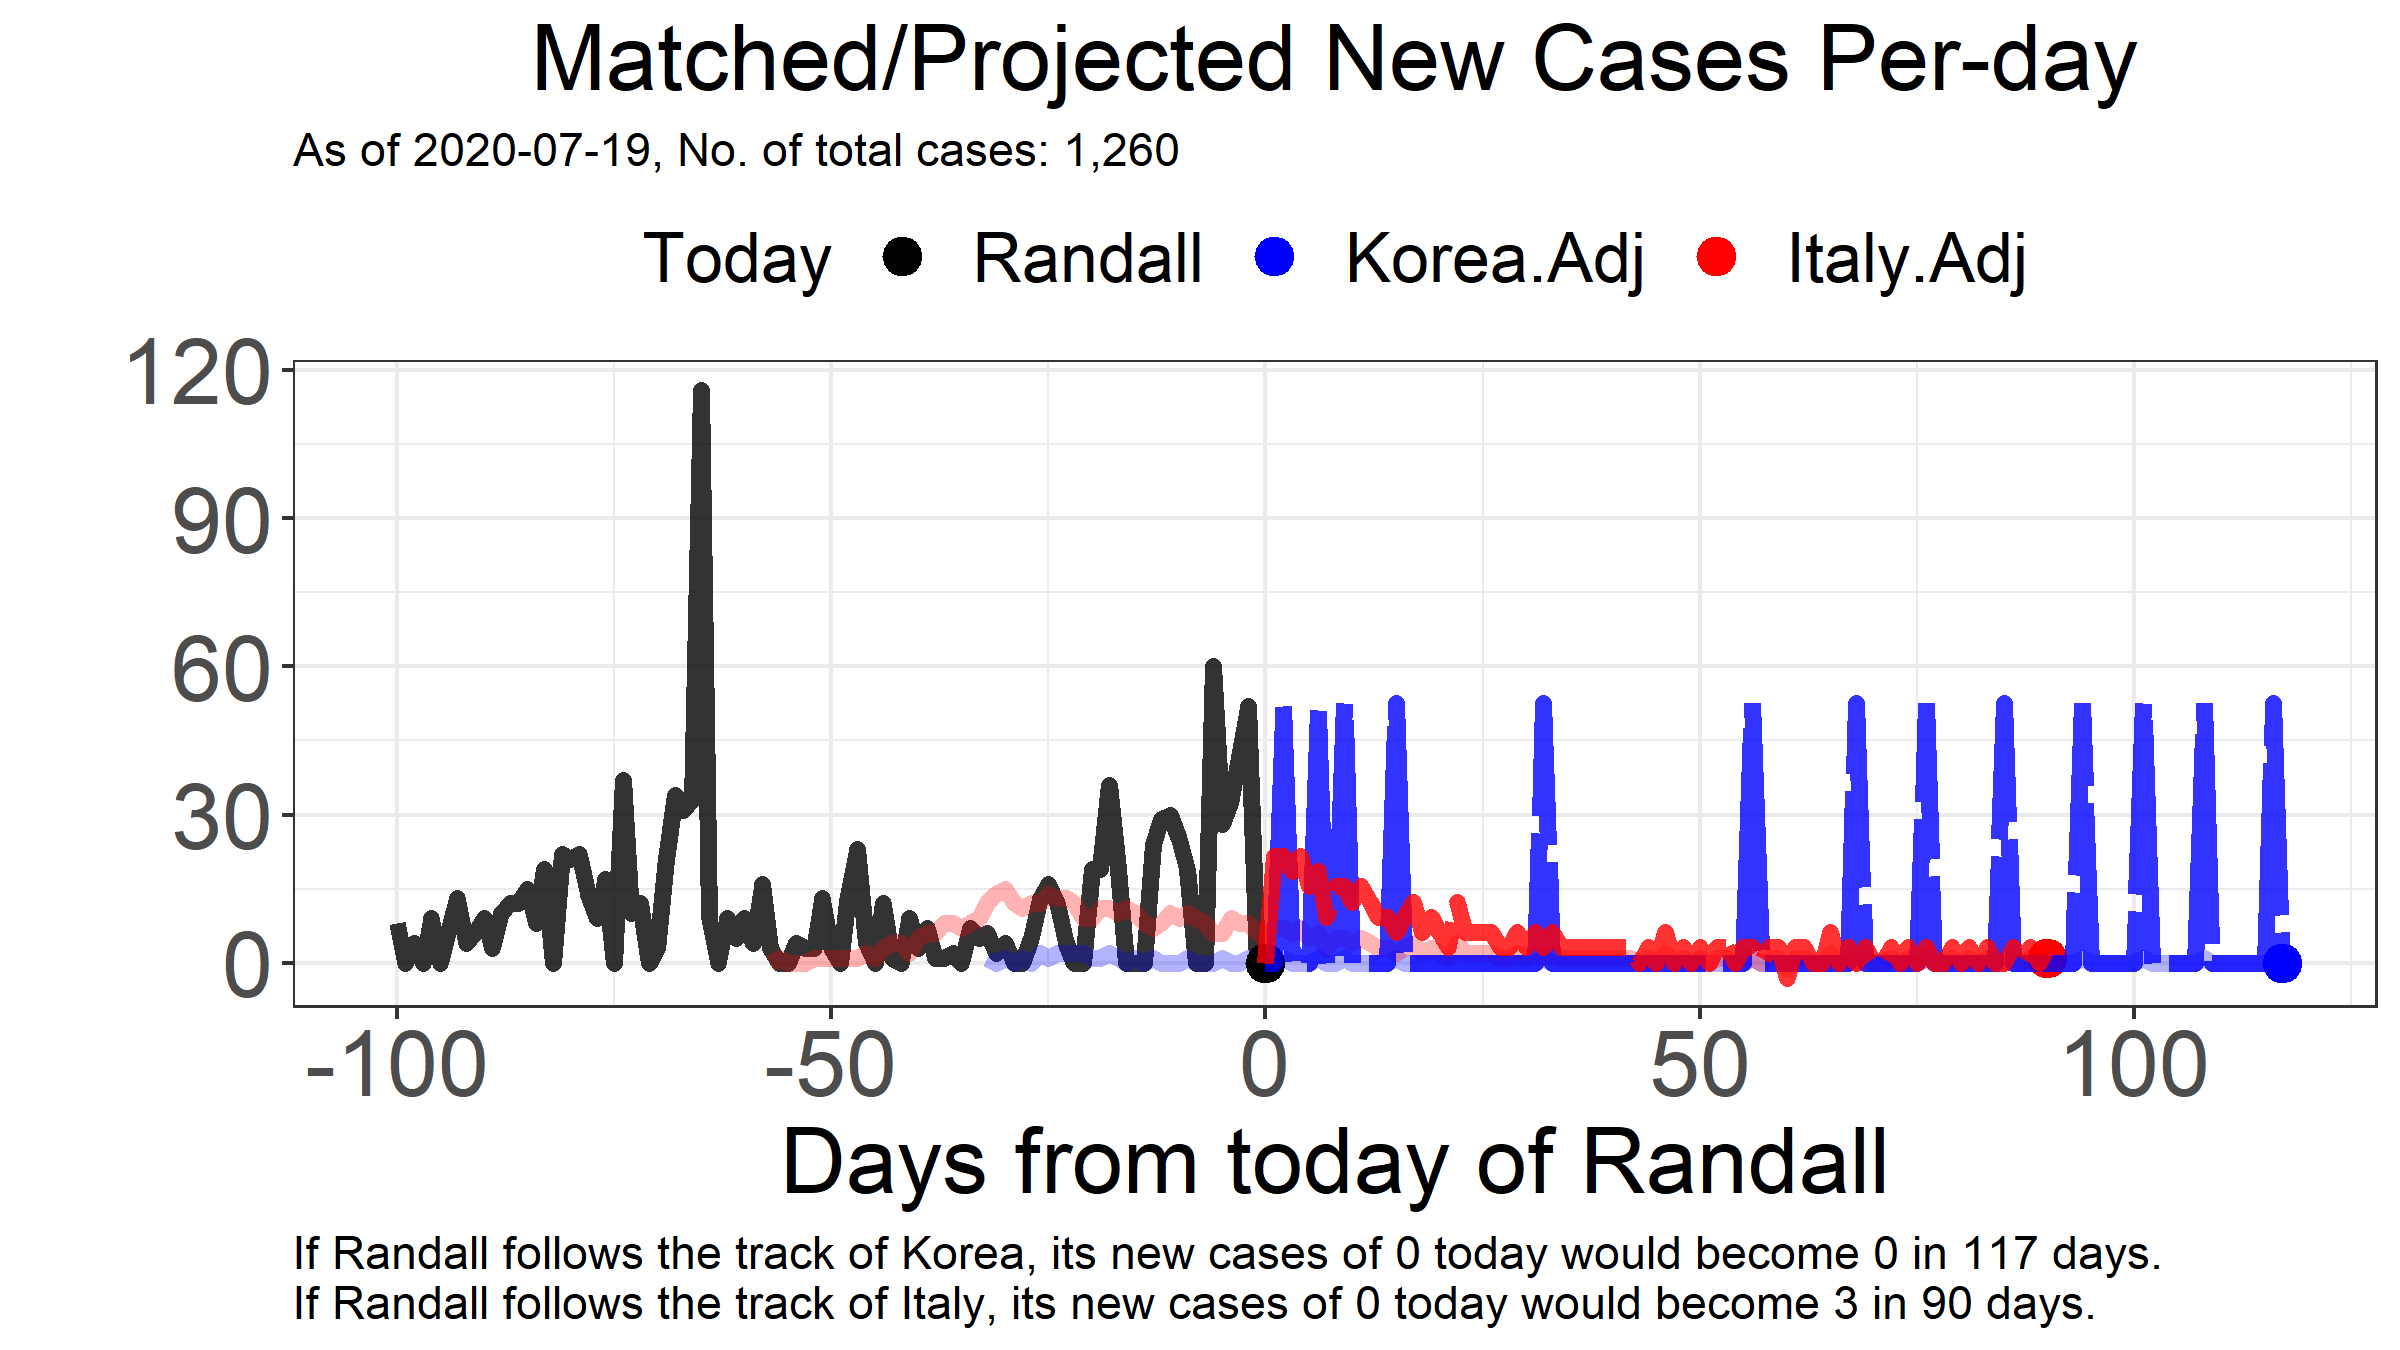 Matched/Projected New Cases Per-day
As of 2020-07-19, No. of total cases: 1,260
Today Randall Korea.Adj Italy.Adj
120
90
60
30
0
-100 -50 0 50 100
Days from today of Randall
If Randall follows the track of Korea, its new cases of 0 today would become 0 in 117 days.
If Randall follows the track of Italy, its new cases of 0 today would become 3 in 90 days.